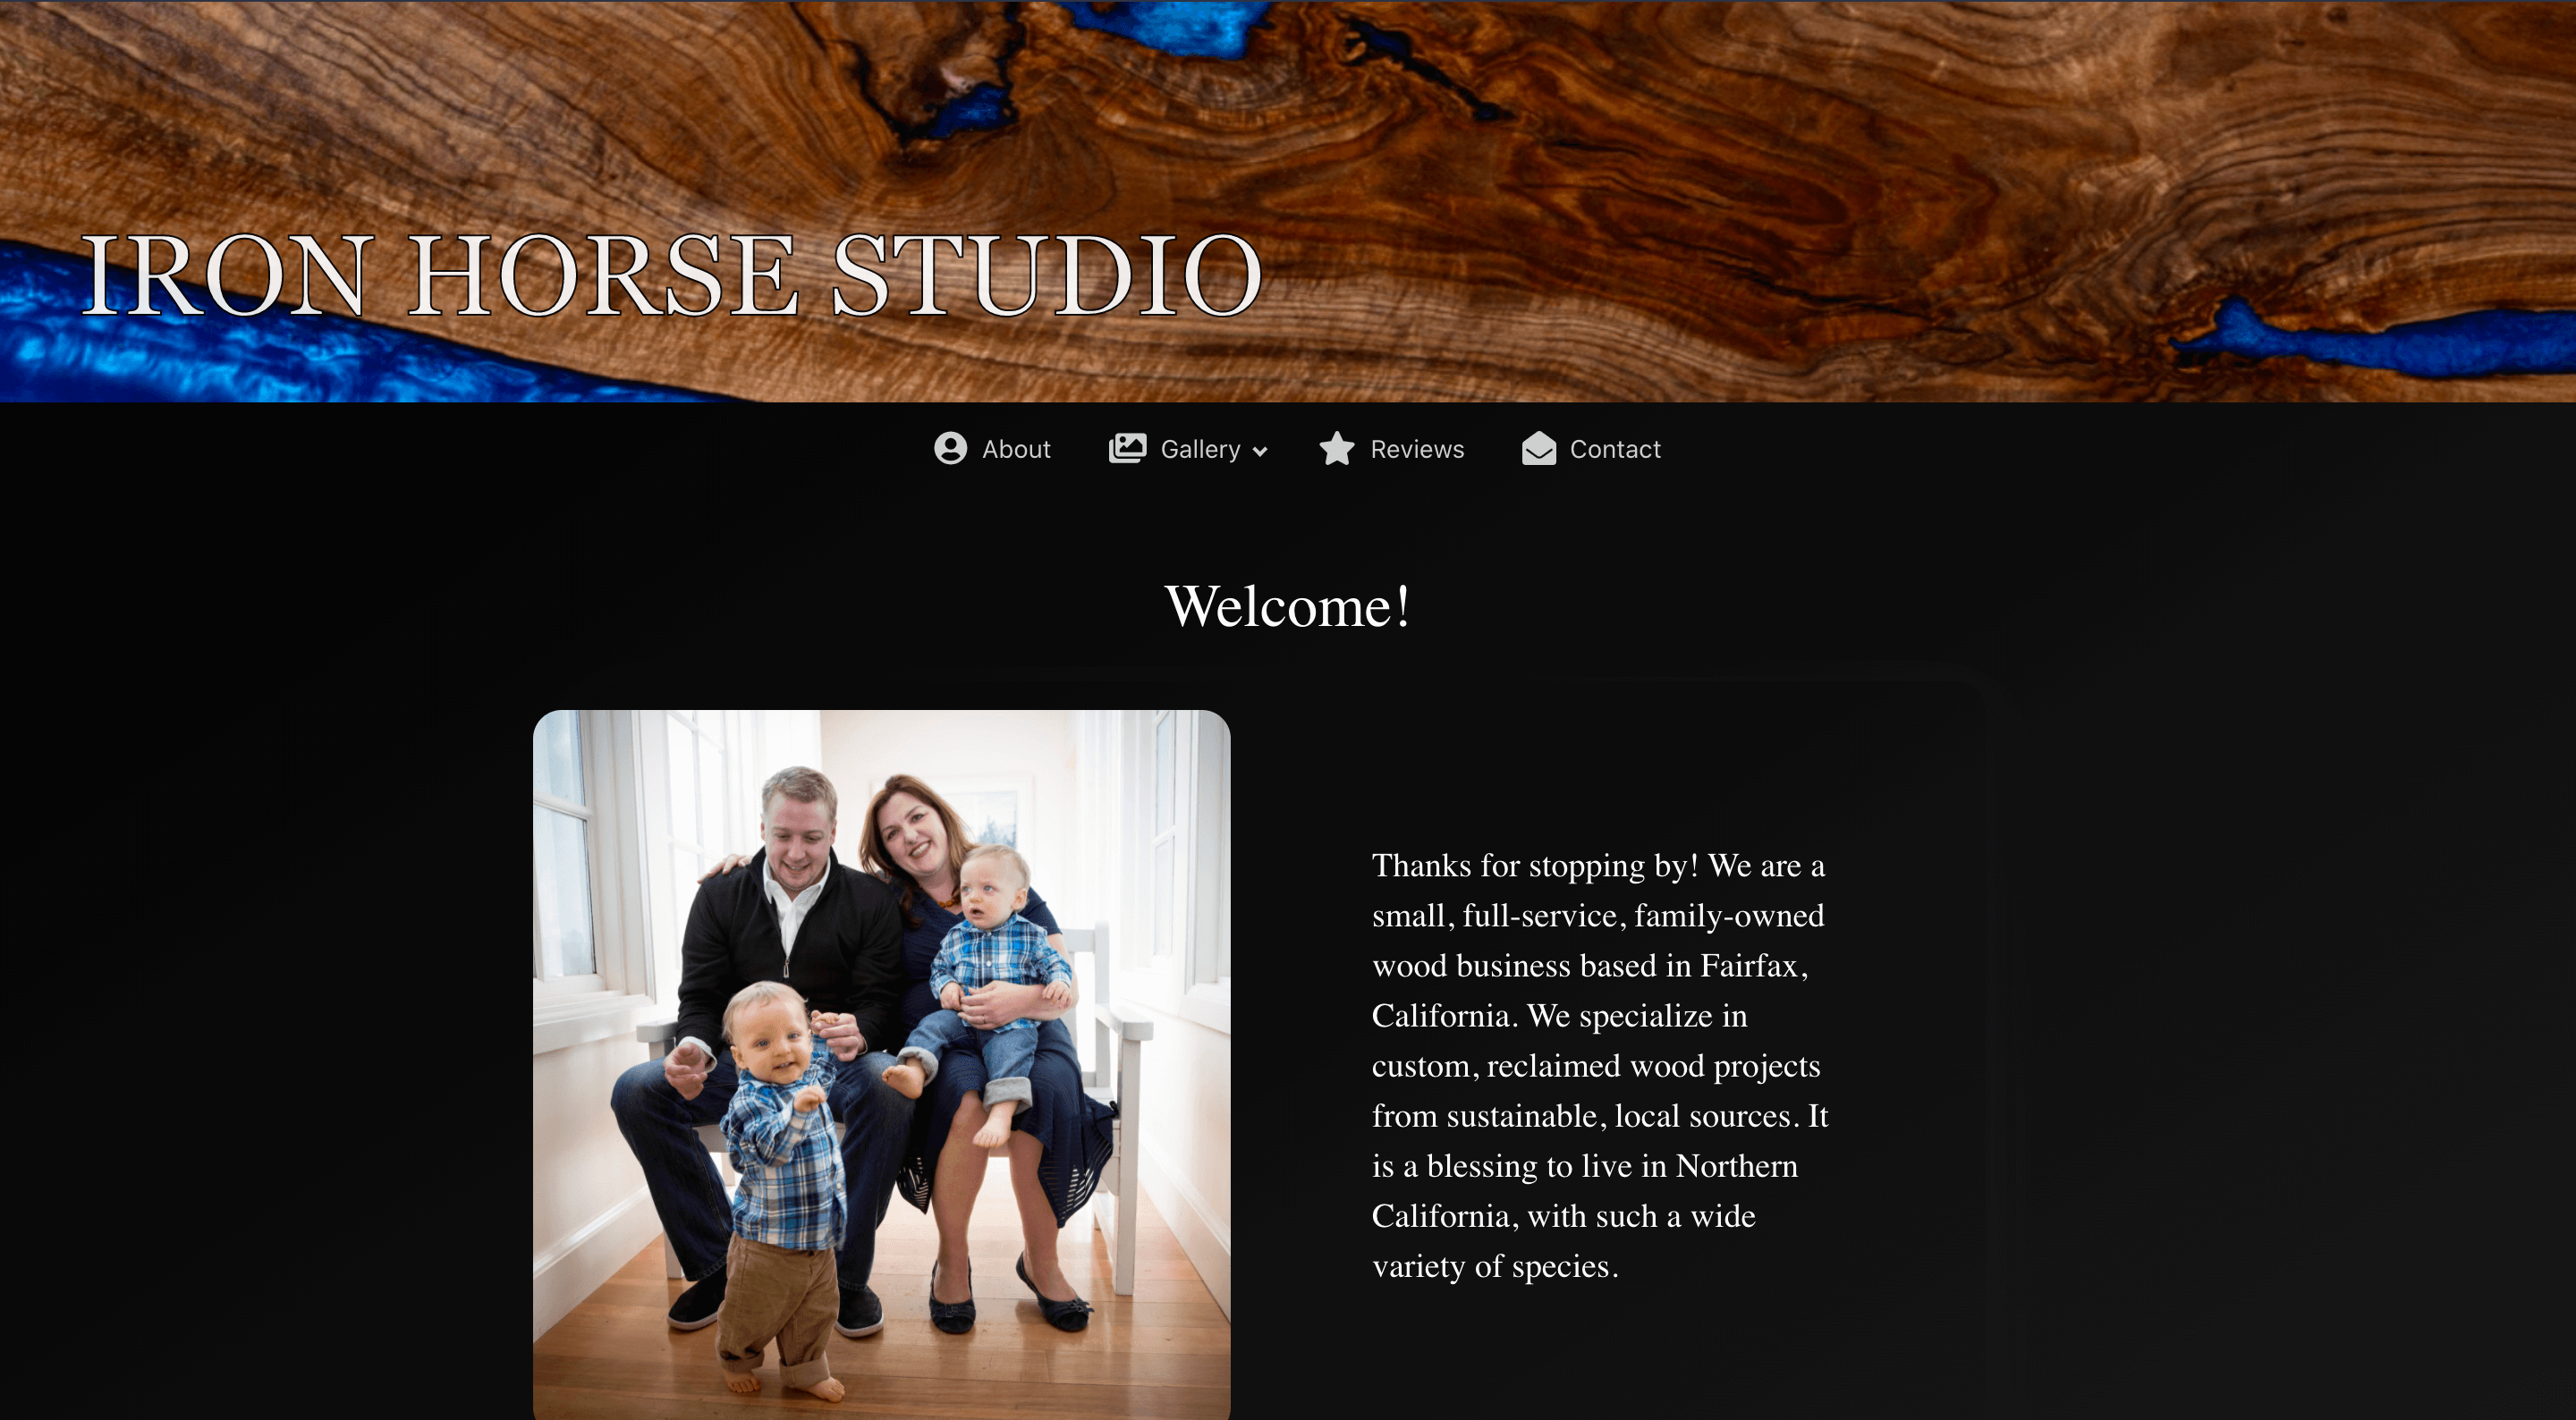 IRON HORSE STUDIO
About Gallery Reviews Contact
Welcome!
Thanks for stopping by! We are a
small, full-service, family-owned
wood business based in Fairfax,
California. We specialize in
custom, reclaimed wood projects
from sustainable, local sources. It
is a blessing to live in Northern
California, with such a wide
variety of species.